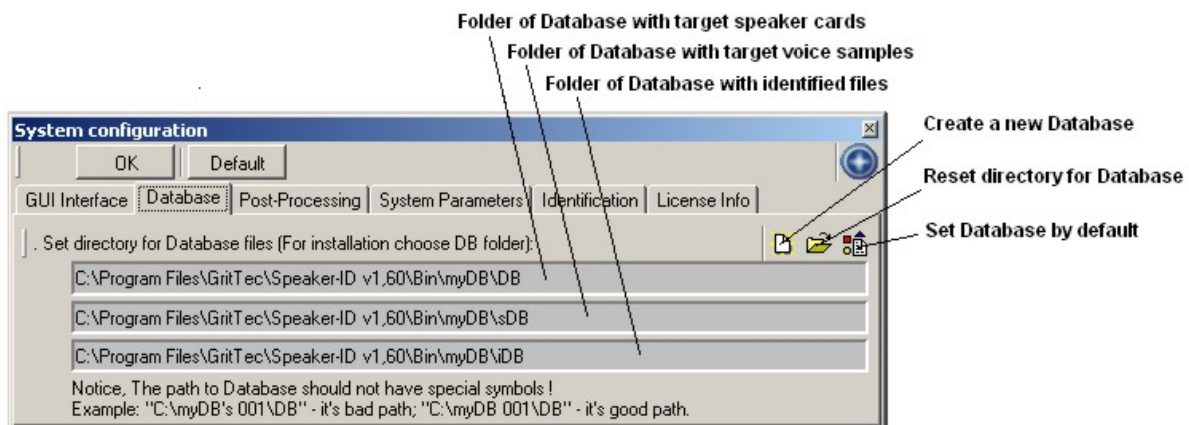 Folder of Database with target speaker cards
Folder of Database with target voice samples
Folder of Database with identified files
Create a new Database
Reset directory for Database
Set Database by default
System configuration
OK Default
GUI Interface Database Post-Processing System Parameters Identification License Info
. Set directory for Database files (For installation choose DB folder):
C:\Program Files\GritTec\Speaker-ID v1,60\Bin\myDB\DB
C:\Program Files\GritTec\Speaker-ID v1,60\Bin\myDB\sDB
C:\Program Files\GritTec\Speaker-ID v1,60\Bin\myDB\iDB
Notice, The path to Database should not have special symbols !
Example: "C:\myDB's 001\DB" - it's bad path; "C:\myDB 001\DB" - it's good path.